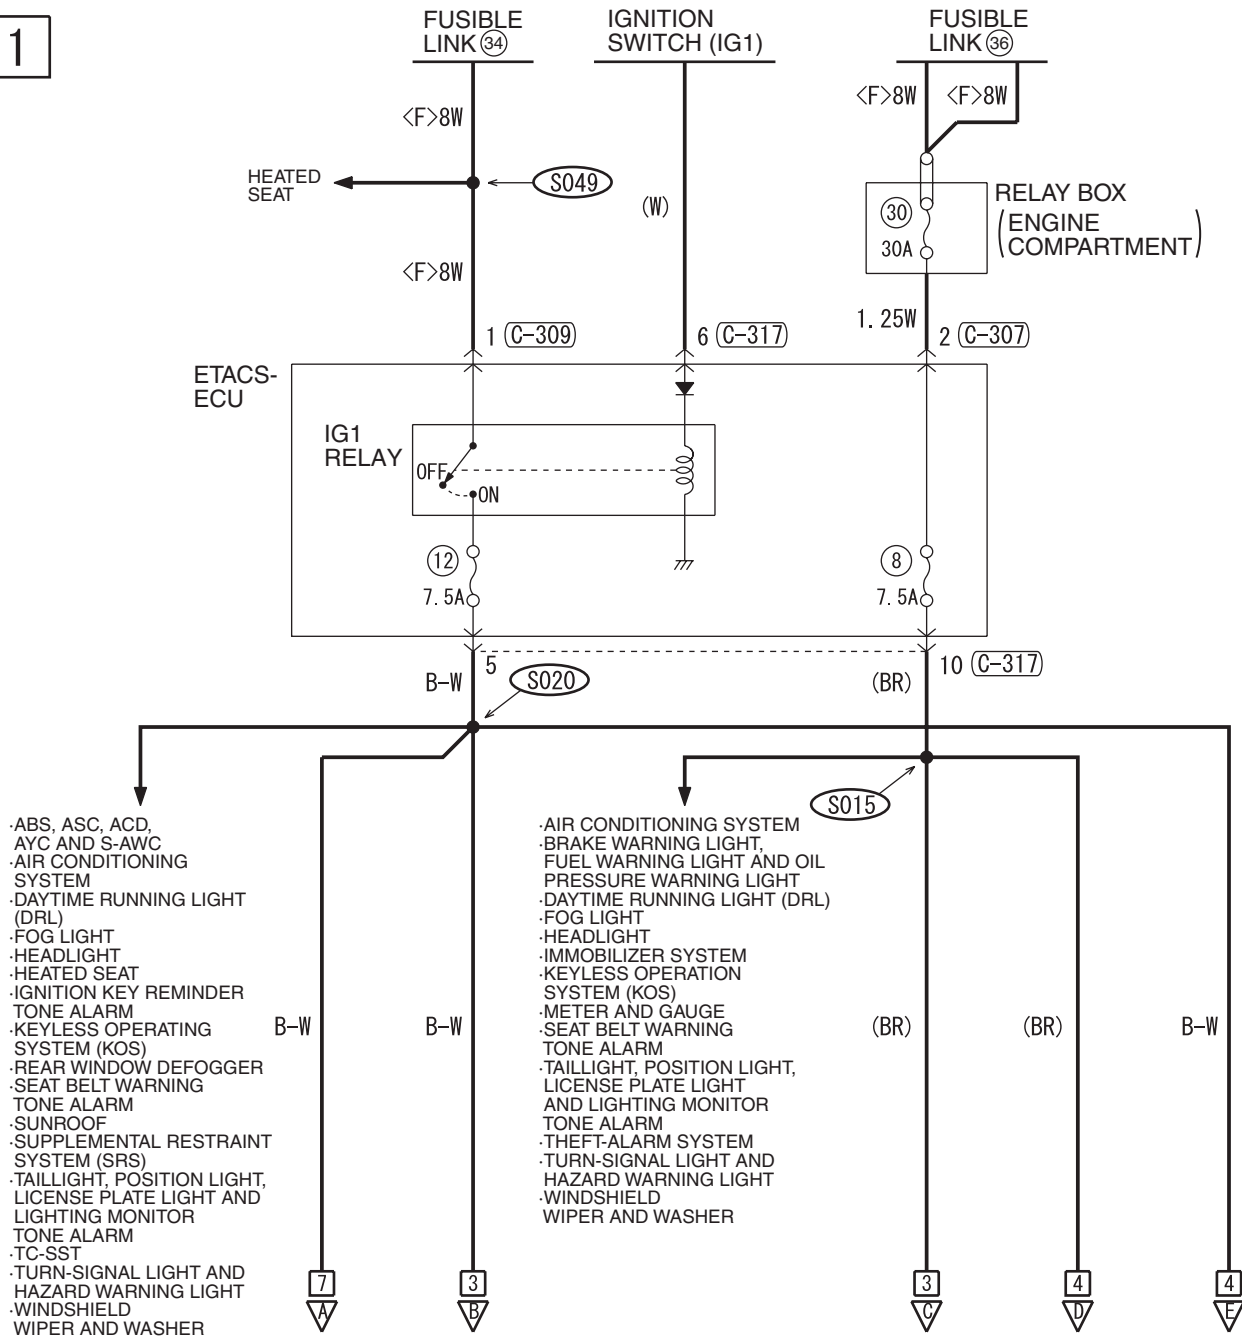 1
FUSIBLE
LINK 34
IGNITION
SWITCH (IG1)
FUSIBLE
LINK 36
<F>8W
<F>8W
<F>8W
HEATED
SEAT
S049
(W)
30
30A
RELAY BOX
(ENGINE
COMPARTMENT)
<F>8W
1.25W
1 C-309
6 C-317
2 C-307
ETACS-
ECU
IG1
RELAY
OFF
ON
12
7.5A
8
7.5A
5
10 C-317
B-W
S020
(BR)
S015
·ABS, ASC, ACD,
AYC AND S-AWC
·AIR CONDITIONING
SYSTEM
·DAYTIME RUNNING LIGHT
(DRL)
·FOG LIGHT
·HEADLIGHT
·HEATED SEAT
·IGNITION KEY REMINDER
TONE ALARM
·KEYLESS OPERATING
SYSTEM (KOS)
·REAR WINDOW DEFOGGER
·SEAT BELT WARNING
TONE ALARM
·SUNROOF
·SUPPLEMENTAL RESTRAINT
SYSTEM (SRS)
·TAILLIGHT, POSITION LIGHT,
LICENSE PLATE LIGHT AND
LIGHTING MONITOR
TONE ALARM
·TC-SST
·TURN-SIGNAL LIGHT AND
HAZARD WARNING LIGHT
·WINDSHIELD
WIPER AND WASHER
B-W
B-W
·AIR CONDITIONING SYSTEM
·BRAKE WARNING LIGHT,
FUEL WARNING LIGHT AND OIL
PRESSURE WARNING LIGHT
·DAYTIME RUNNING LIGHT (DRL)
·FOG LIGHT
·HEADLIGHT
·IMMOBILIZER SYSTEM
·KEYLESS OPERATION
SYSTEM (KOS)
·METER AND GAUGE
·SEAT BELT WARNING
TONE ALARM
·TAILLIGHT, POSITION LIGHT,
LICENSE PLATE LIGHT
AND LIGHTING MONITOR
TONE ALARM
·THEFT-ALARM SYSTEM
·TURN-SIGNAL LIGHT AND
HAZARD WARNING LIGHT
·WINDSHIELD
WIPER AND WASHER
(BR)
(BR)
B-W
7
A
3
B
3
C
4
D
4
E